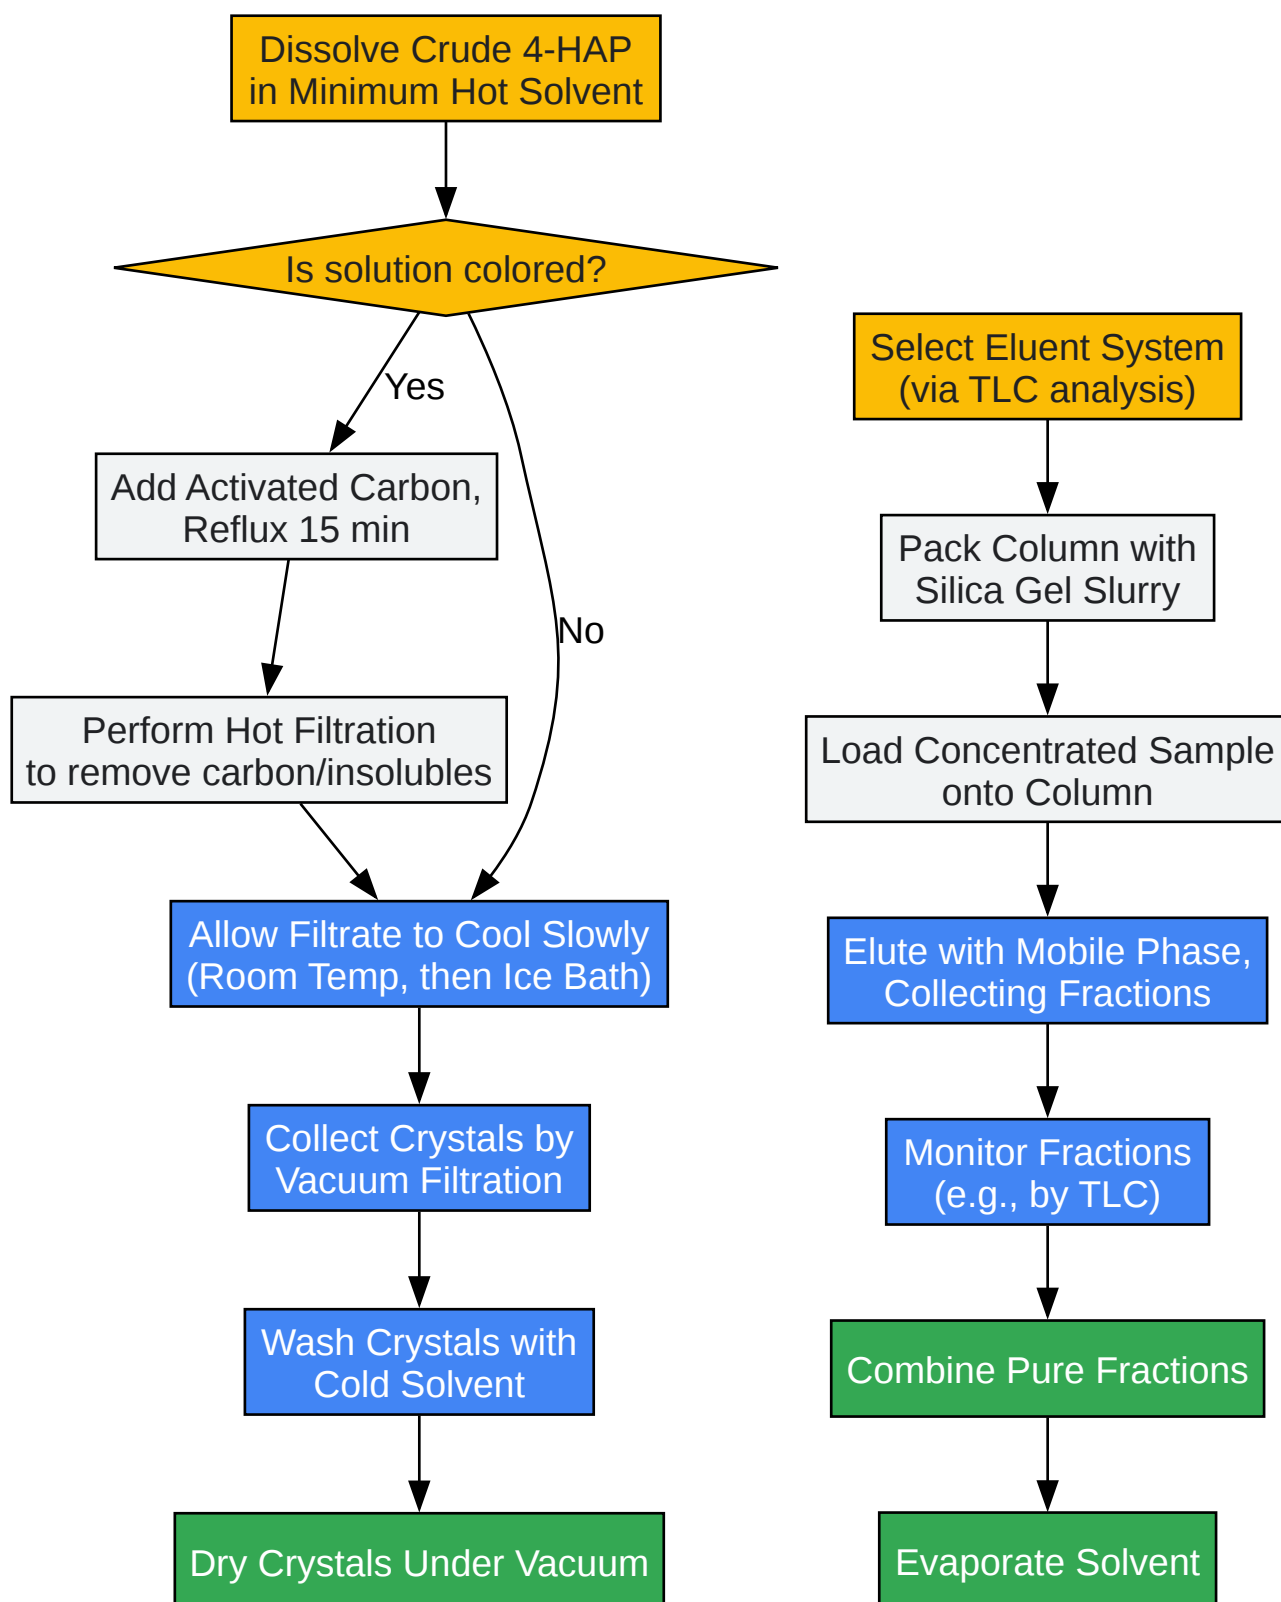 Dissolve Crude 4-HAP
in Minimum Hot Solvent
Is solution colored?
Yes
Add Activated Carbon,
Reflux 15 min
No
Perform Hot Filtration
to remove carbon/insolubles
Allow Filtrate to Cool Slowly
(Room Temp, then Ice Bath)
Collect Crystals by
Vacuum Filtration
Wash Crystals with
Cold Solvent
Dry Crystals Under Vacuum
Select Eluent System
(via TLC analysis)
Pack Column with
Silica Gel Slurry
Load Concentrated Sample
onto Column
Elute with Mobile Phase,
Collecting Fractions
Monitor Fractions
(e.g., by TLC)
Combine Pure Fractions
Evaporate Solvent